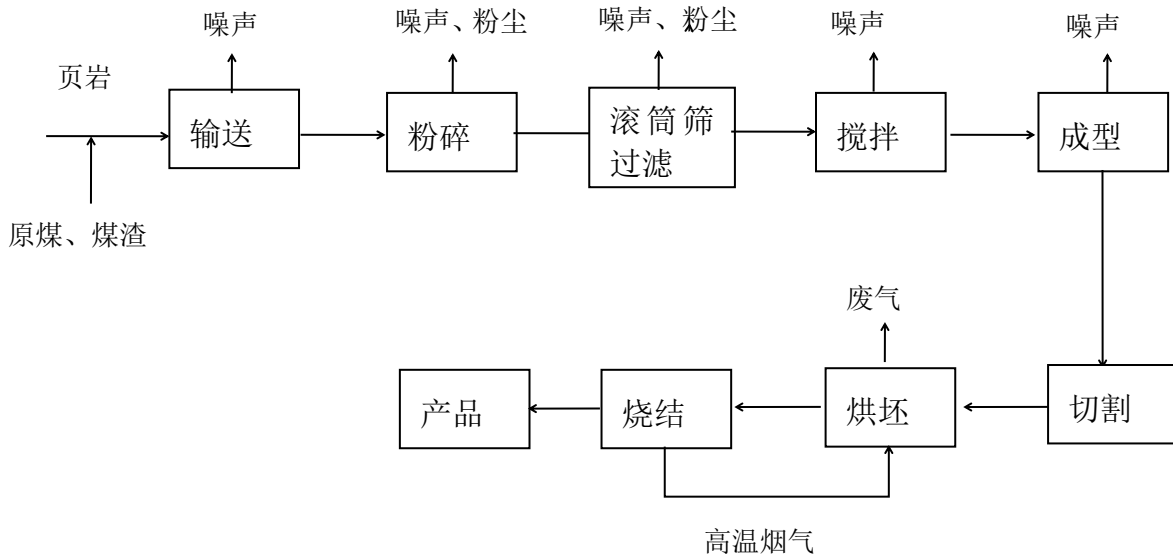 噪声
噪声、粉尘
噪声、粉尘
噪声
噪声
页岩
输送
粉碎
滚筒筛
过滤
搅拌
成型
原煤、煤渣
废气
产品
烧结
烘坯
切割
高温烟气